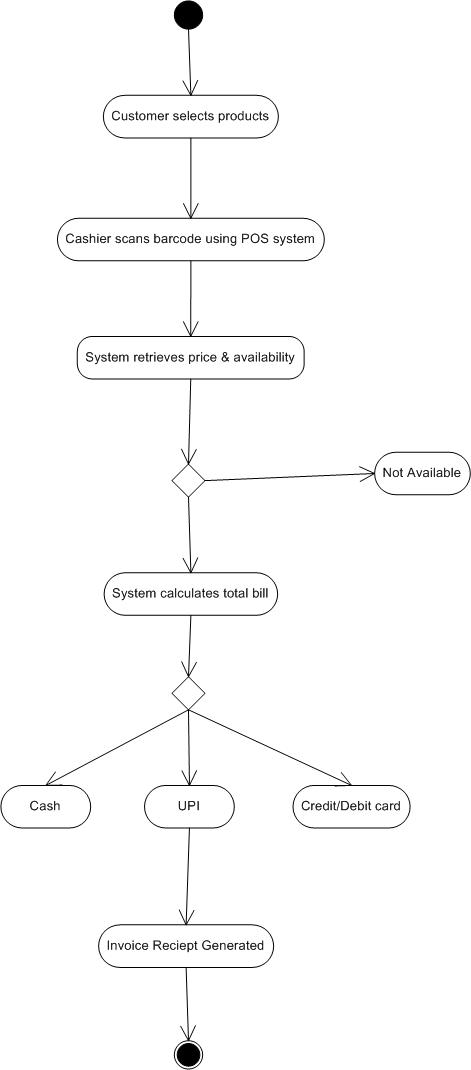 Customer selects products
Cashier scans barcode using POS system
System retrieves price & availability
Not Available
System calculates total bill
Cash
UPI
Credit/Debit card
Invoice Reciept Generated